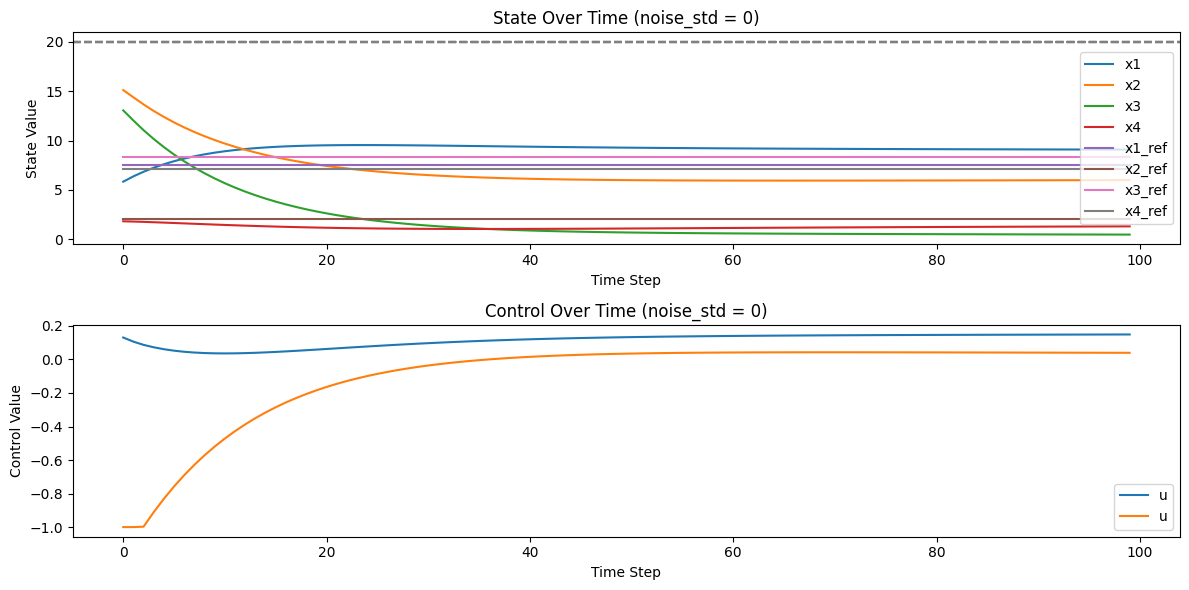 State Over Time (noise_std = 0)
State Value
20
15
10
5
0
x1
x2
x3
x4
x1_ref
x2_ref
x3_ref
x4_ref
0 20 40 60 80 100
Time Step
Control Over Time (noise_std = 0)
Control Value
0.2
0.0
−0.2
−0.4
−0.6
−0.8
−1.0
u
u
0 20 40 60 80 100
Time Step